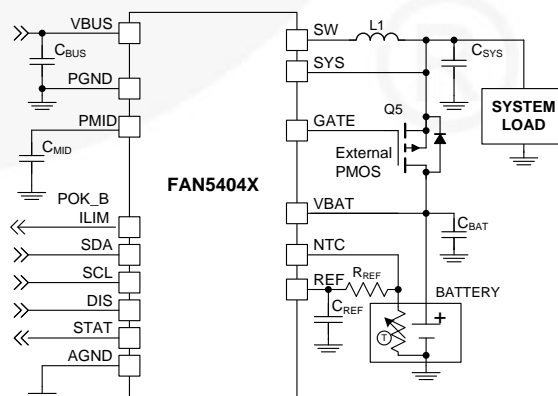 VBUS
CBUS
PGND
PMID
CMID
POK_B
ILIM
SDA
SCL
DIS
STAT
AGND
FAN5404X
SW
L1
SYS
CSYS
SYSTEM
LOAD
Q5
GATE
External
PMOS
VBAT
CBAT
NTC
REF
RREF
CREF
BATTERY
+
T